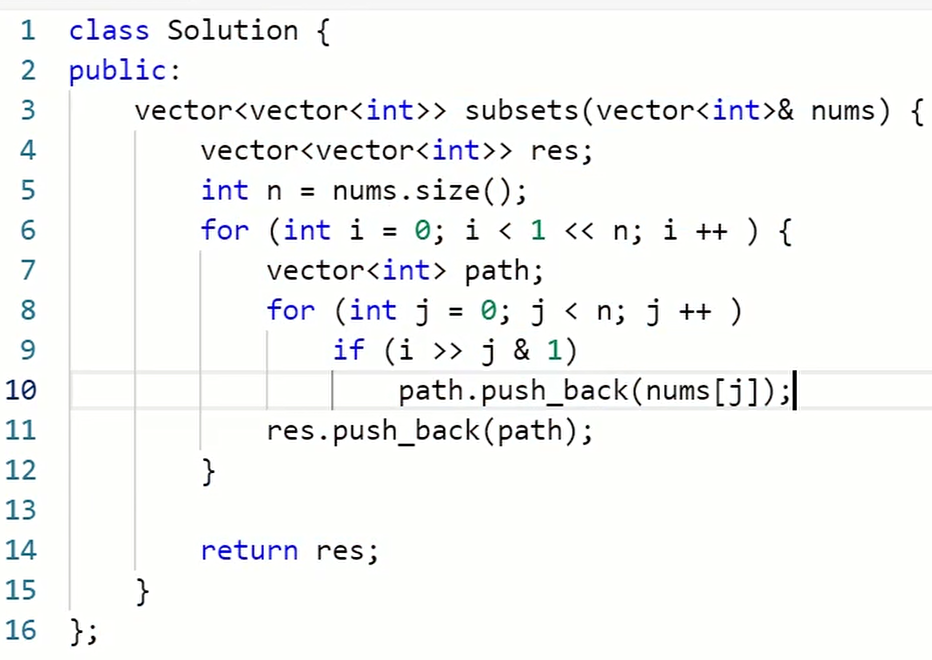 1 class Solution {
2 public:
3     vector<vector<int>> subsets(vector<int>& nums) {
4         vector<vector<int>> res;
5         int n = nums.size();
6         for (int i = 0; i < 1 << n; i ++ ) {
7             vector<int> path;
8             for (int j = 0; j < n; j ++ )
9                 if (i >> j & 1)
10                     path.push_back(nums[j]);
11             res.push_back(path);
12         }
13
14         return res;
15     }
16 };